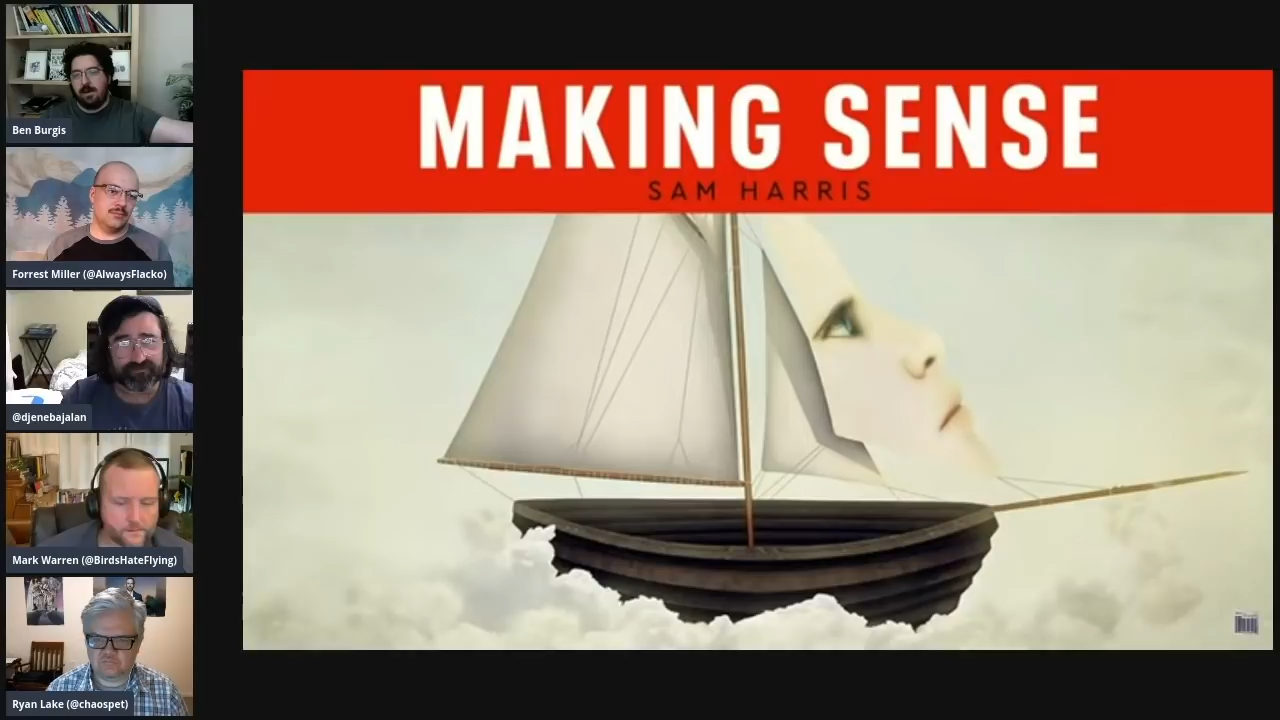 Ben Burgis
Forrest Miller (@AlwaysFlacko)
@djenebajalan
Mark Warren (@BirdsHateFlying)
Ryan Lake (@chaospet)
MAKING SENSE
SAM HARRIS